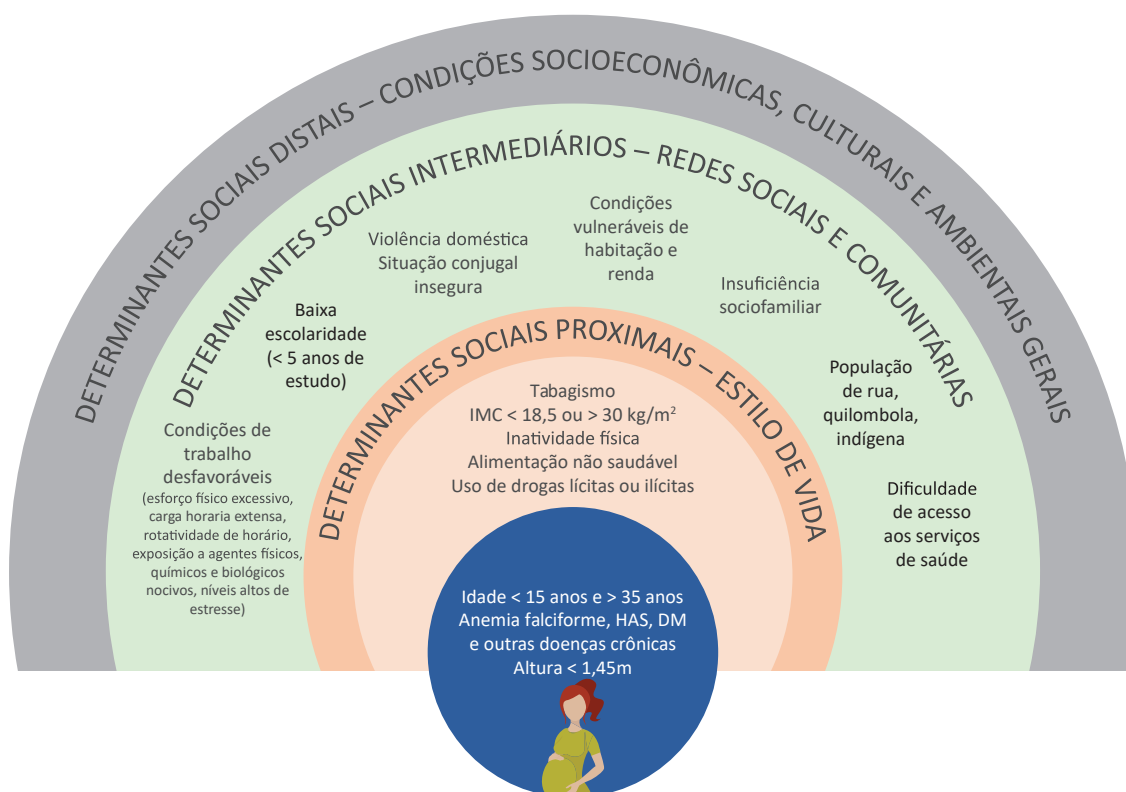 DETERMINANTES SOCIAIS DISTAIS – CONDIÇÕES SOCIOECONÔMICAS, CULTURAIS E AMBIENTAIS GERAIS
DETERMINANTES SOCIAIS INTERMEDIÁRIOS – REDES SOCIAIS E COMUNITÁRIAS
Condições de
trabalho
desfavoráveis
(esforço físico excessivo,
carga horaria extensa,
rotatividade de horário,
exposição a agentes físicos,
químicos e biológicos
nocivos, níveis altos de
estresse)
Baixa
escolaridade
(< 5 anos de
estudo)
Violência doméstica
Situação conjugal
insegura
Condições
vulneráveis de
habitação e
renda
Insuficiência
sociofamiliar
População
de rua,
quilombola,
indígena
Dificuldade
de acesso
aos serviços
de saúde
DETERMINANTES SOCIAIS PROXIMAIS – ESTILO DE VIDA
Tabagismo
IMC < 18,5 ou > 30 kg/m²
Inatividade física
Alimentação não saudável
Uso de drogas lícitas ou ilícitas
Idade < 15 anos e > 35 anos
Anemia falciforme, HAS, DM
e outras doenças crônicas
Altura < 1,45m